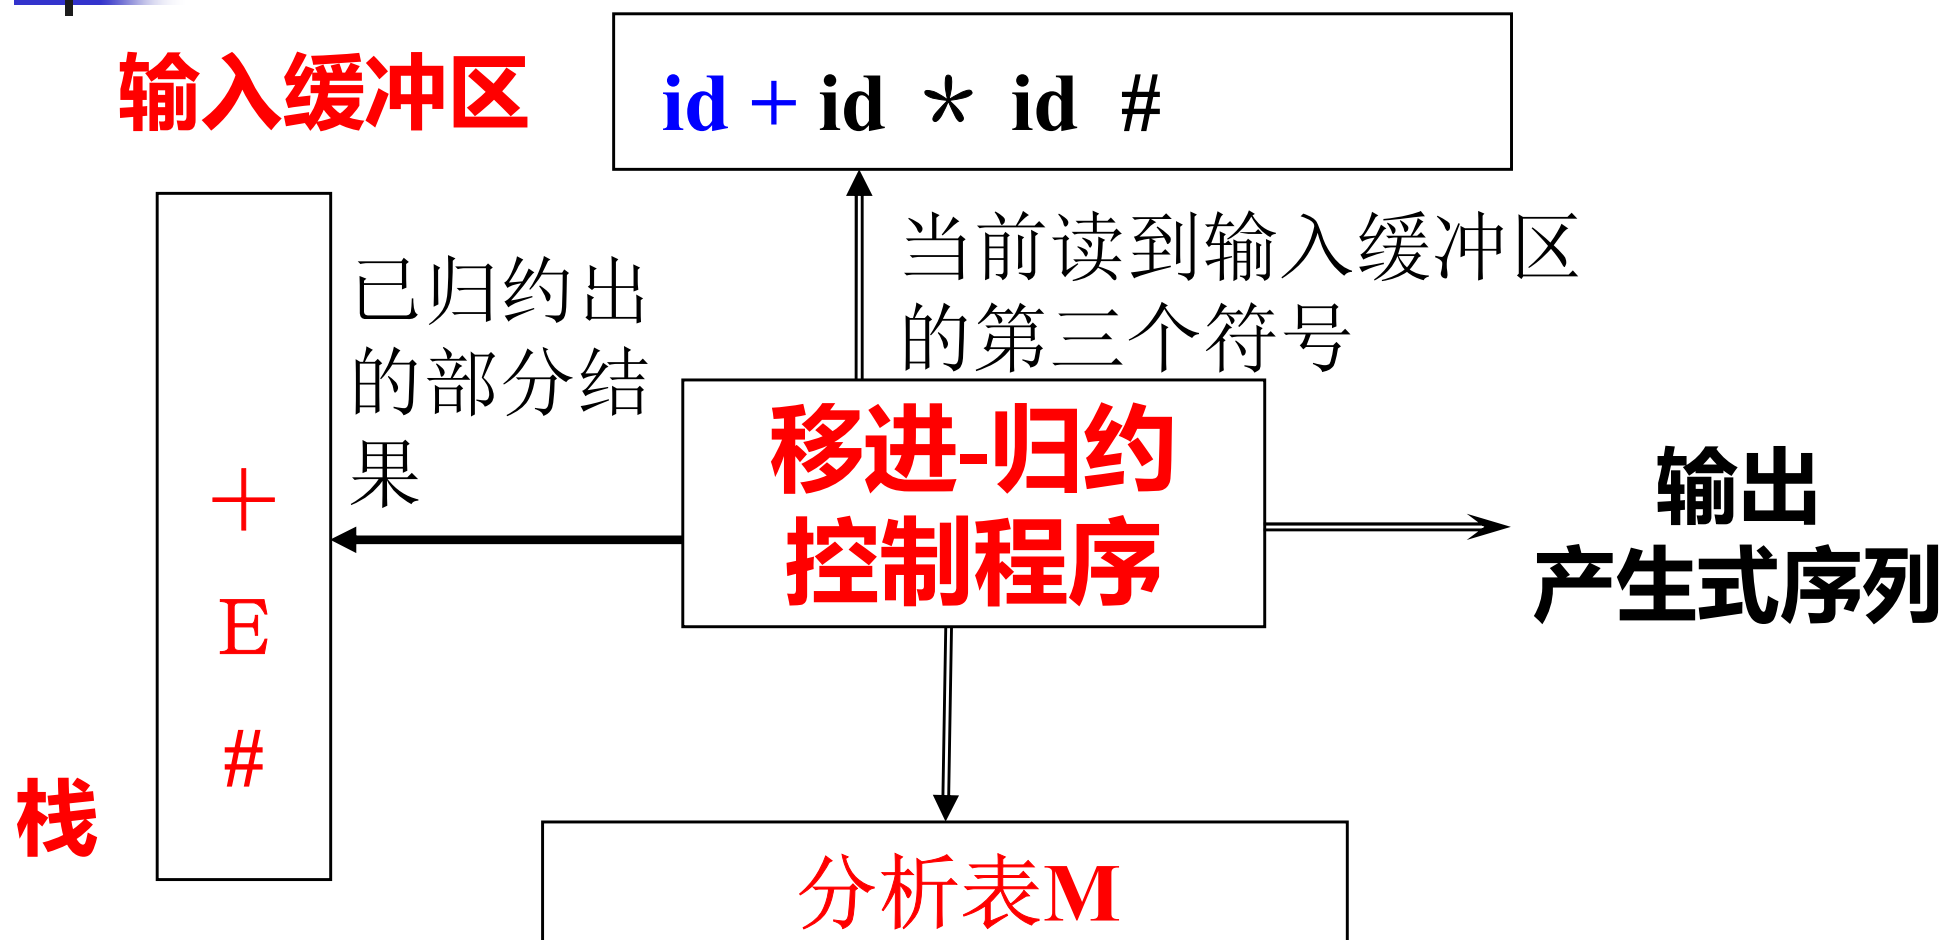 输入缓冲区
id + id * id #
当前读到输入缓冲区
的第三个符号
已归约出
的部分结
果
移进-归约
控制程序
输出
产生式序列
+
E
#
栈
分析表M